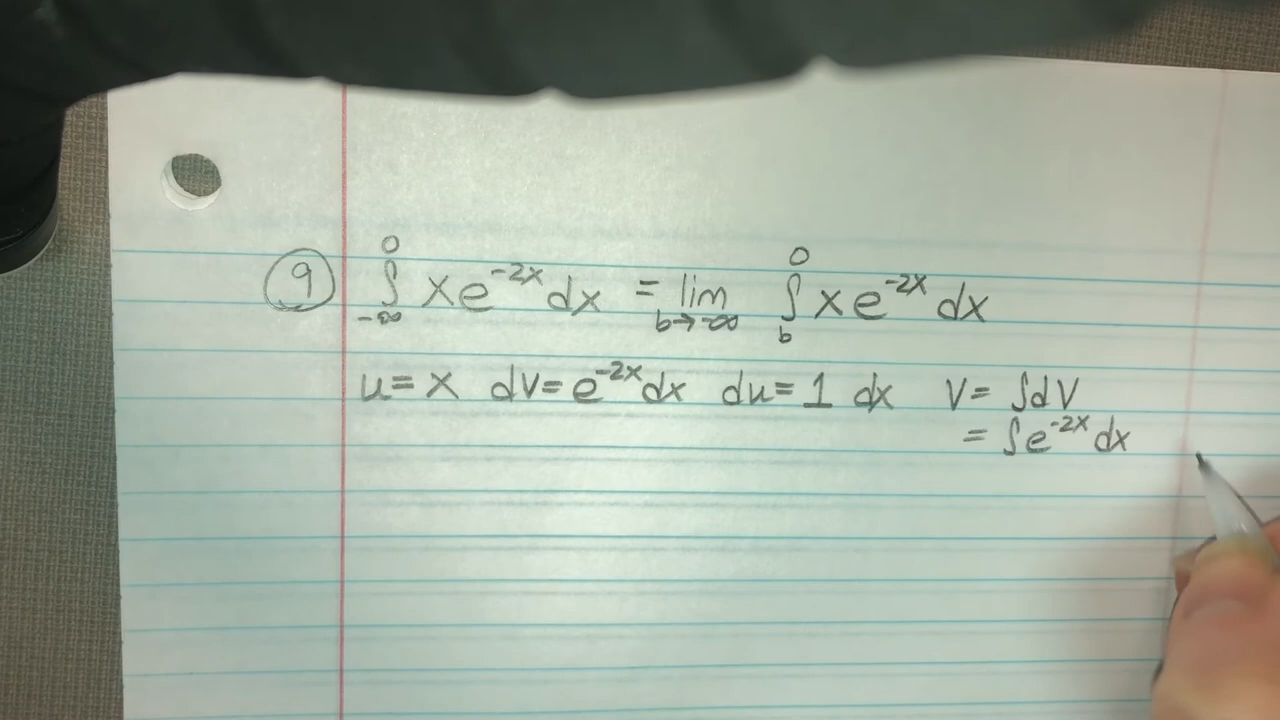 9 ∫_{-∞}^{0} xe^{-2x} dx = lim_{b→-∞} ∫_{b}^{0} xe^{-2x} dx
u = x dv = e^{-2x} dx du = 1 dx v = ∫dv
= ∫e^{-2x} dx